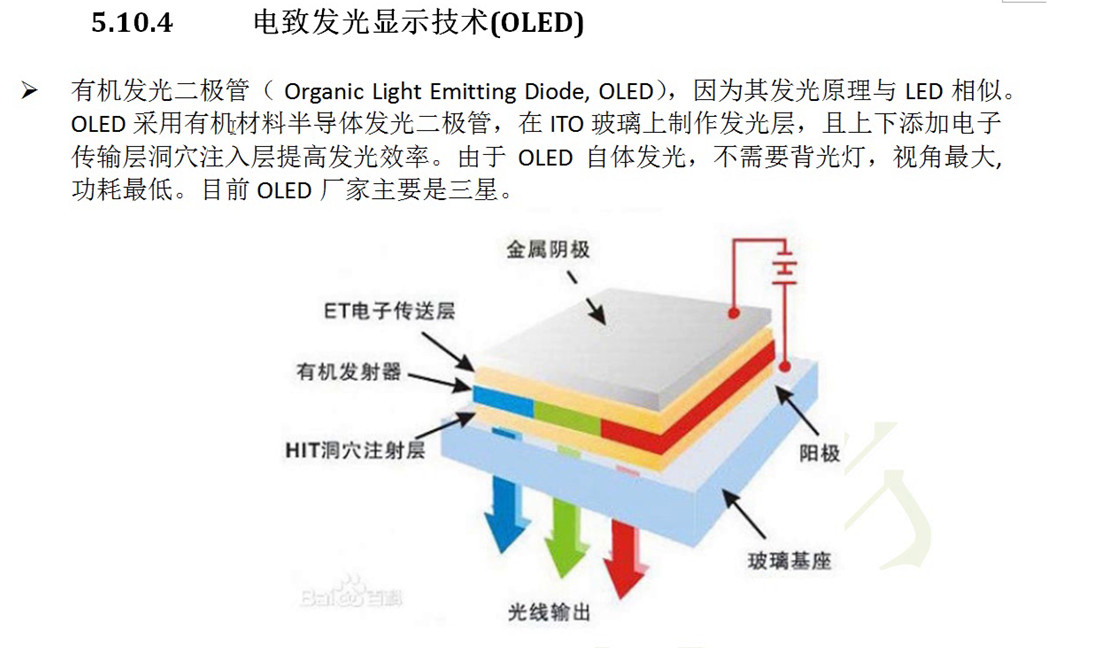 5.10.4 电致发光显示技术(OLED)
➢ 有机发光二极管（ Organic Light Emitting Diode, OLED），因为其发光原理与 LED 相似。
OLED 采用有机材料半导体发光二极管，在 ITO 玻璃上制作发光层，且上下添加电子
传输层洞穴注入层提高发光效率。由于 OLED 自体发光，不需要背光灯，视角最大,
功耗最低。目前 OLED 厂家主要是三星。
金属阴极
ET电子传送层
有机发射器
HIT洞穴注射层
阳极
玻璃基座
Bai百科
光线输出